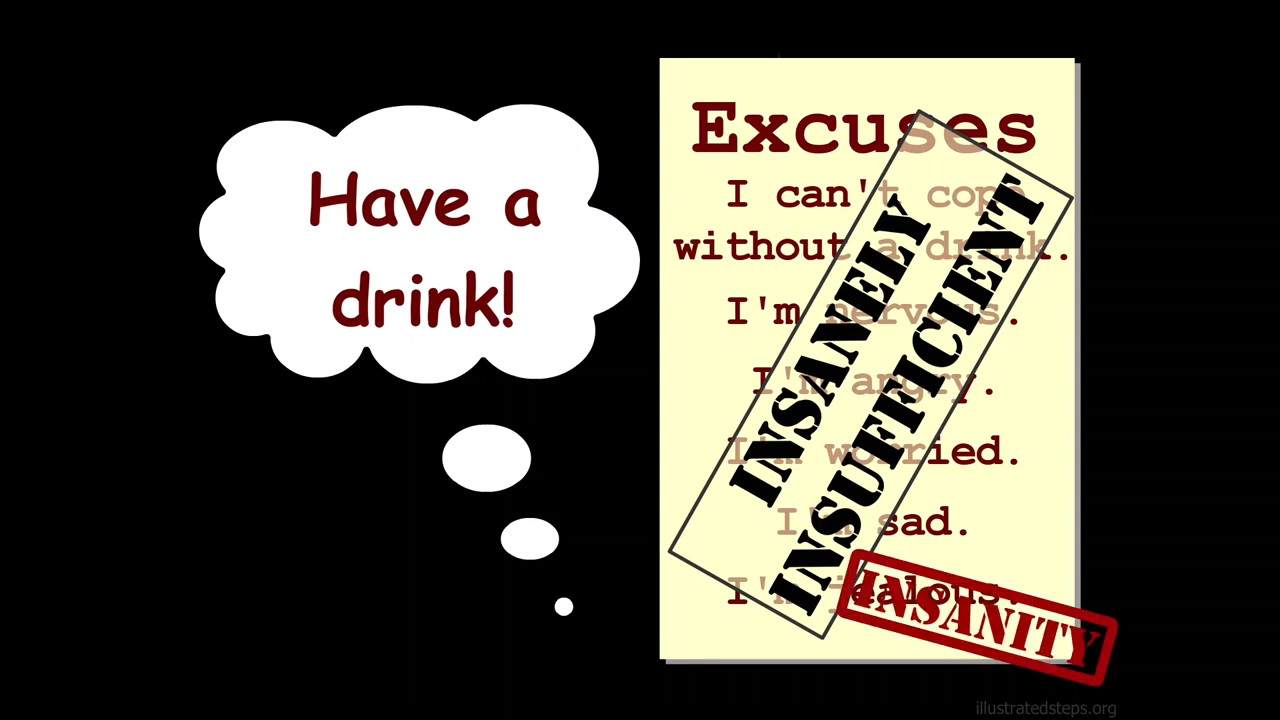 Have a
drink!
Excuses
I can't cope
without a drink.
I'm nervous.
I'm angry.
I'm worried.
I'm sad.
I'm jealous.
INSANELY
INSUFFICIENT
INSANITY
illustratedsteps.org